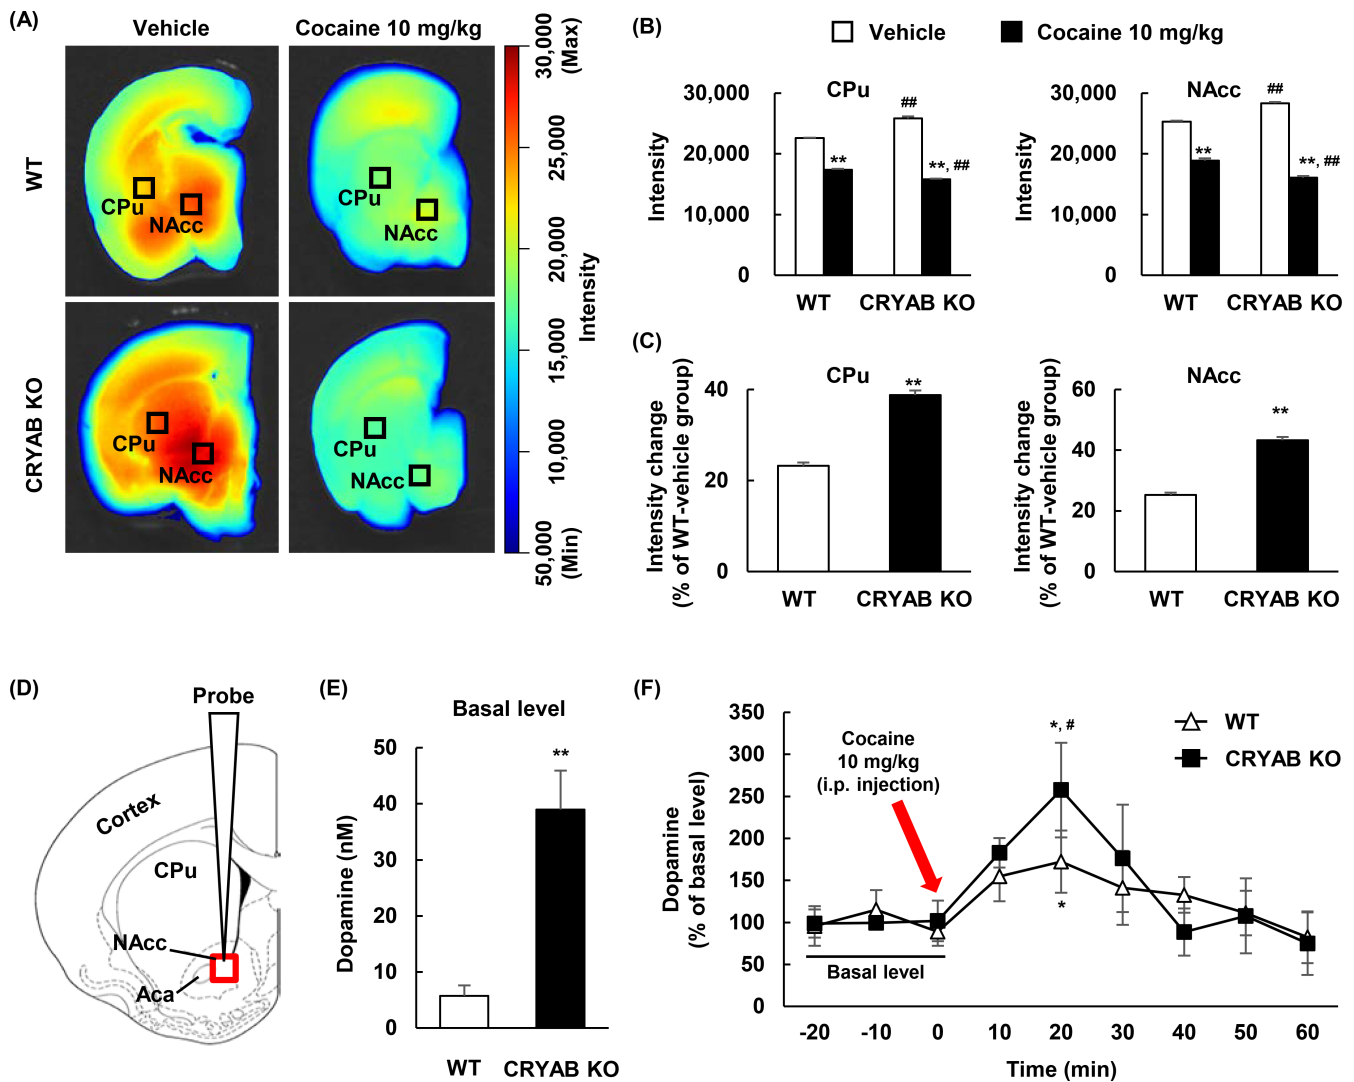 (A)
Vehicle
Cocaine 10 mg/kg
WT
CPu
NAcc
CPu
NAcc
CRYAB KO
CPu
NAcc
CPu
NAcc
30,000
(Max)
25,000
20,000
Intensity
15,000
10,000
50,000
(Min)
(B)
Vehicle
Cocaine 10 mg/kg
CPu
Intensity
30,000
20,000
10,000
0
##
**
**, ##
WT
CRYAB KO
NAcc
Intensity
30,000
20,000
10,000
0
##
**
**, ##
WT
CRYAB KO
(C)
CPu
Intensity change
(% of WT-vehicle group)
40
20
0
**
WT
CRYAB KO
NAcc
Intensity change
(% of WT-vehicle group)
60
40
20
0
**
WT
CRYAB KO
(D)
Probe
Cortex
CPu
NAcc
Aca
(E)
Basal level
Dopamine (nM)
50
40
30
20
10
0
**
WT
CRYAB KO
(F)
Dopamine
(% of basal level)
350
300
250
200
150
100
50
0
Cocaine
10 mg/kg
(i.p. injection)
*, #
*
WT
CRYAB KO
Basal level
-20
-10
0
10
20
30
40
50
60
Time (min)